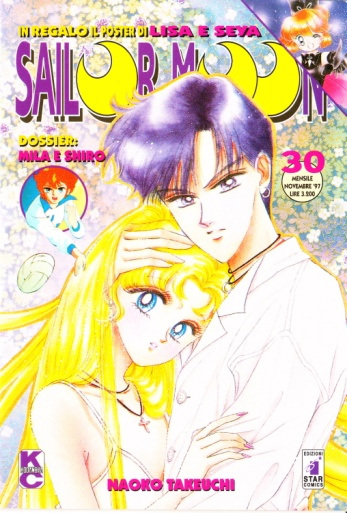 IN REGALO IL POSTER DI LISA E SEYA
SAILOR MOON
DOSSIER:
MILA E SHIRO
30
MENSILE
NOVEMBRE '97
LIRE 3.200
KC
NAOKO TAKEUCHI
EDIZIONI
STAR
COMICS